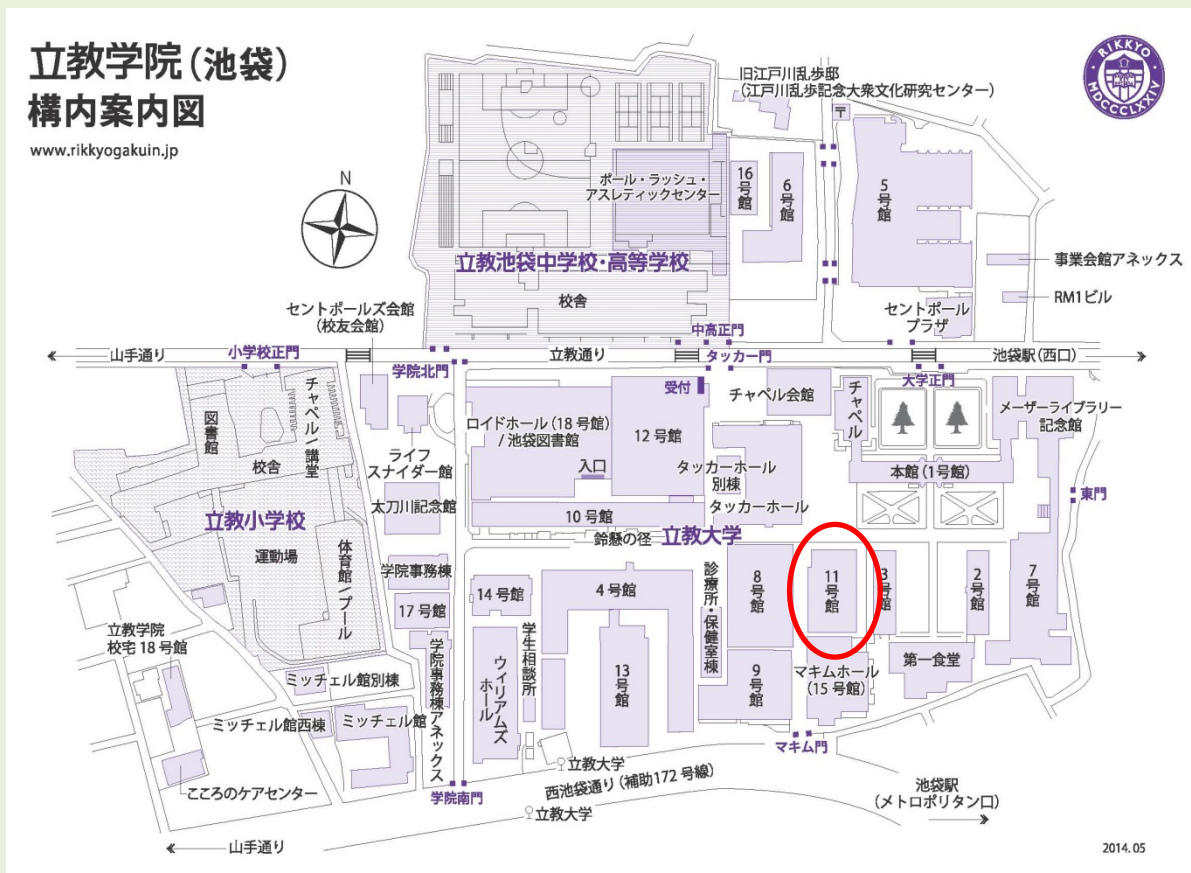 立教学院(池袋)
構内案内図
www.rikkyogakuin.jp
RIKKYO
MDCCCLXXIV
N
旧江戸川乱歩邸
(江戸川乱歩記念大衆文化研究センター)
〒
ポール・ラッシュ・
アスレティックセンター
16号館
6号館
5号館
立教池袋中学校・高等学校
校舎
事業会館アネックス
RM1ビル
セントポール
プラザ
セントポールズ会館
(校友会館)
中高正門
山手通り
小学校正門
学院北門
立教通り
タッカー門
池袋駅(西口)
大学正門
受付
チャペル会館
チャペル
メーザーライブラリー
記念館
図書館
チャペル/講堂
校舎
ロイドホール(18号館)
/池袋図書館
12号館
入口
ライフ
スナイダー館
タッカーホール
別棟
タッカーホール
本館(1号館)
東門
太刀川記念館
10号館
鈴懸の径
立教大学
立教小学校
運動場
体育館/プール
学院事務棟
17号館
14号館
4号館
診療所・保健室棟
8号館
11号館
3号館
2号館
7号館
立教学院
校宅18号館
学院事務棟アネックス
ウィリアムズホール
学生相談所
13号館
9号館
マキムホール
(15号館)
第一食堂
ミッチェル館別棟
ミッチェル館西棟
ミッチェル館
マキム門
こころのケアセンター
学院南門
立教大学
西池袋通り(補助172号線)
立教大学
池袋駅
(メトロポリタン口)
山手通り
2014.05